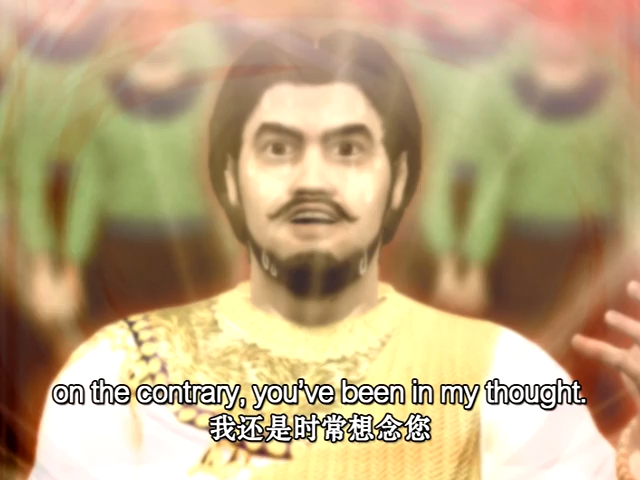 on the contrary, you've been in my thought.
我还是时常想念您